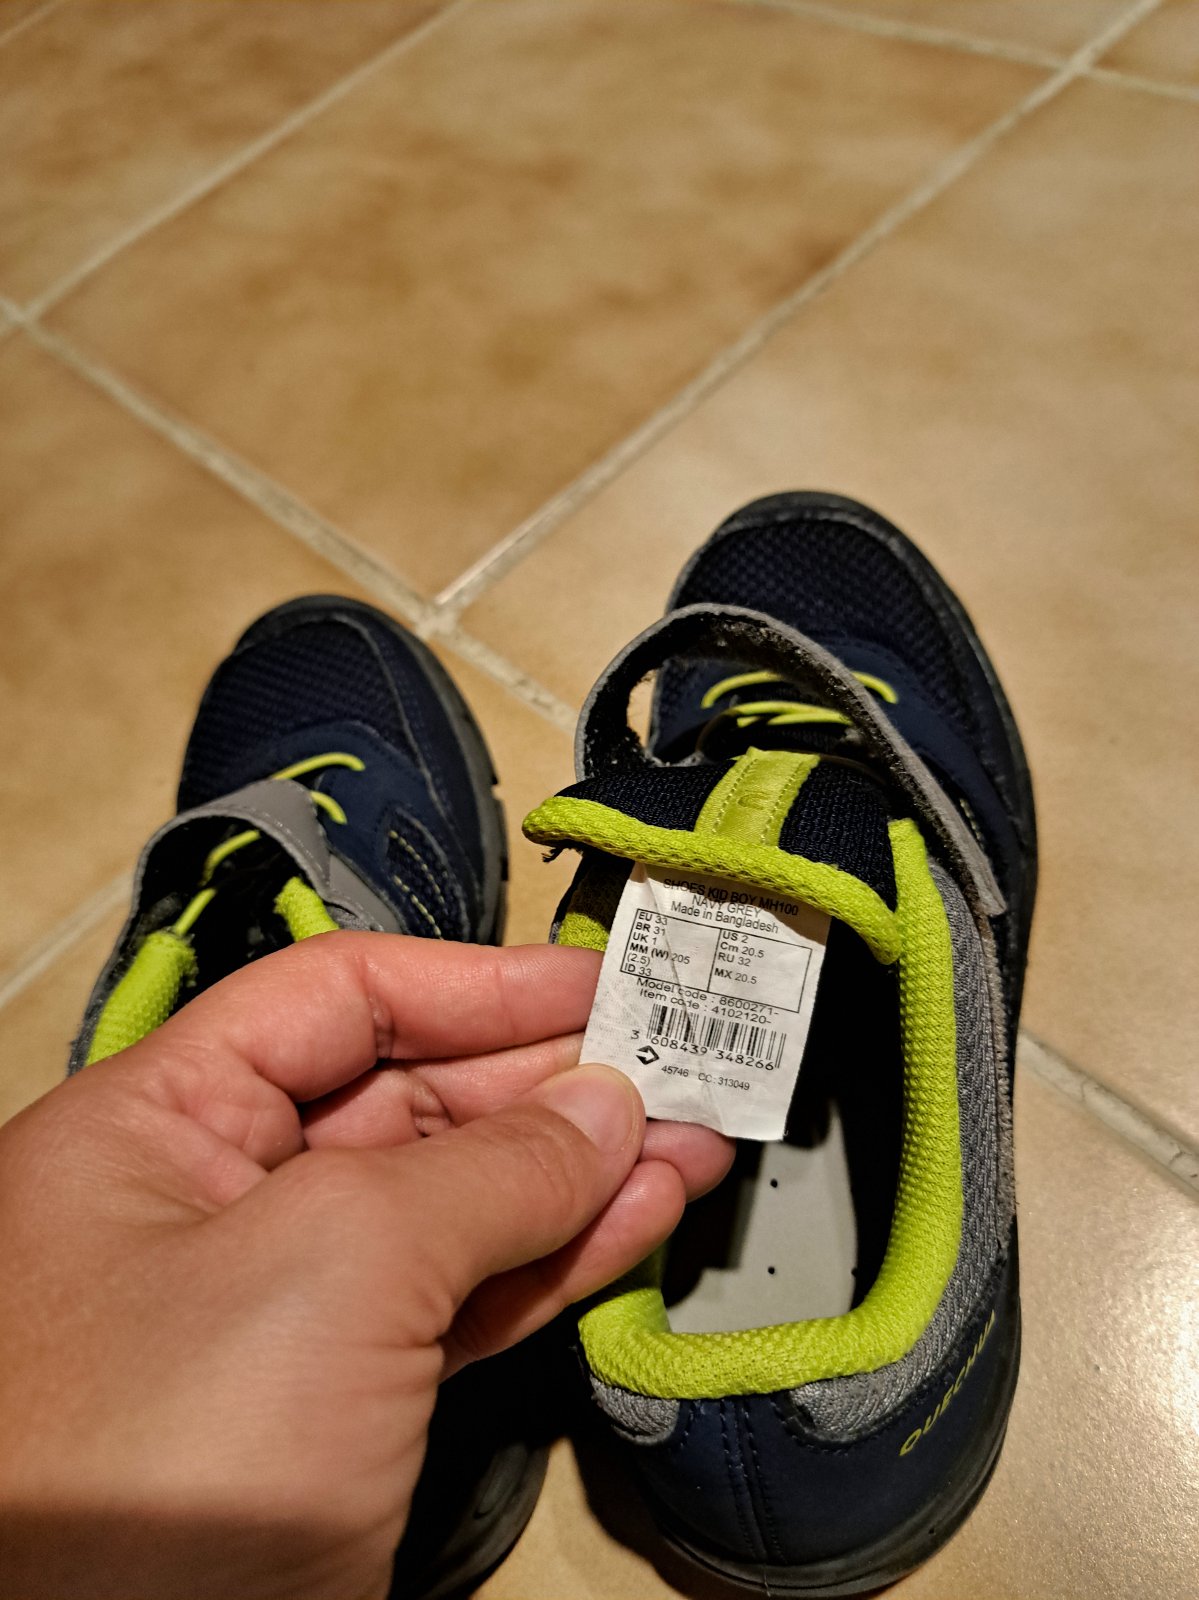 SHOES KID BOY MH100
NAVY GREY
Made in Bangladesh
EU 33
BR 31
UK 1
MM (W) 205
(2.5)
ID 33
US 2
Cm 20.5
RU 32
MX 20.5
Model code : 8600271-
Item code : 4102120-
3 608439 348266
45746 CC: 313049
QUECHUA